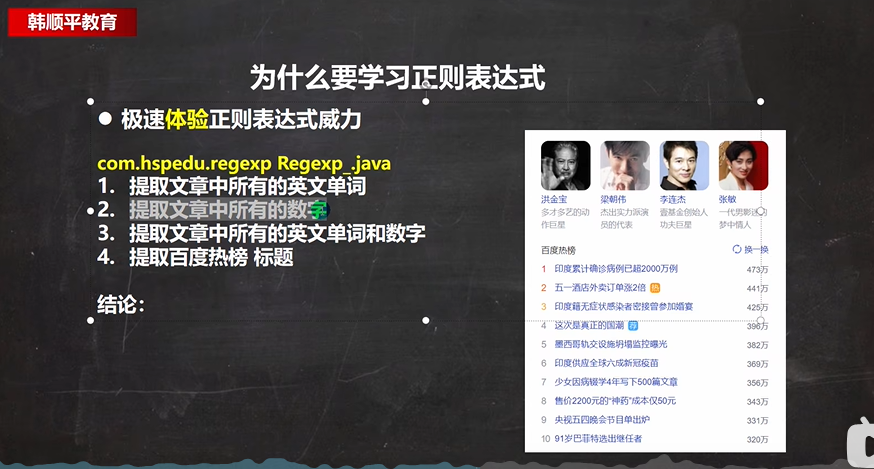 韩顺平教育
为什么要学习正则表达式
● 极速体验正则表达式威力
com.hspedu.regexp Regexp_.java
1. 提取文章中所有的英文单词
2. 提取文章中所有的数字
3. 提取文章中所有的英文单词和数字
4. 提取百度热榜 标题
结论：
洪金宝 梁朝伟 李连杰 张敏
多才多艺的动 杰出实力派演 壹基金创始人 一代男影迷的
作巨星 员的代表 功夫巨星 梦中情人
百度热榜 换一换
1 印度累计确诊病例已超2000万例 473万
2 五一酒店外卖订单涨2倍 热 441万
3 印度籍无症状感染者密接曾参加婚宴 425万
4 这次是真正的国潮 荐 396万
5 墨西哥轨交设施坍塌监控曝光 382万
6 印度供应全球六成新冠疫苗 369万
7 少女因病辍学4年写下500篇文章 356万
8 售价2200元的“神药”成本仅50元 343万
9 央视五四晚会节目单出炉 331万
10 91岁巴菲特选出继任者 320万